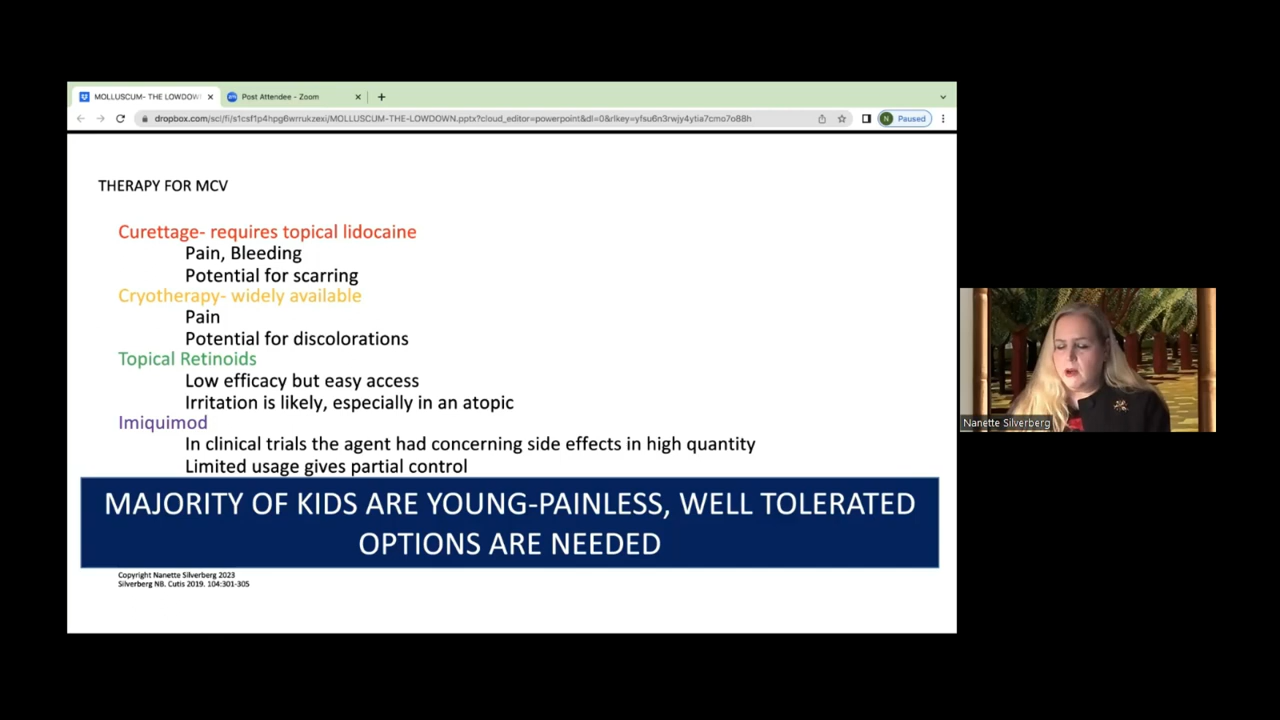 MOLLUSCUM- THE LOWDOW
Post Attendee - Zoom
dropbox.com/scl/fi/s1csf1p4hpg6wrrukzexi/MOLLUSCUM-THE-LOWDOWN.pptx?cloud_editor=powerpoint&dl=0&rlkey=yfsu6n3rwjy4ytia7cmo7o88h
N Paused
THERAPY FOR MCV
Curettage- requires topical lidocaine
Pain, Bleeding
Potential for scarring
Cryotherapy- widely available
Pain
Potential for discolorations
Topical Retinoids
Low efficacy but easy access
Irritation is likely, especially in an atopic
Imiquimod
In clinical trials the agent had concerning side effects in high quantity
Limited usage gives partial control
MAJORITY OF KIDS ARE YOUNG-PAINLESS, WELL TOLERATED
OPTIONS ARE NEEDED
Copyright Nanette Silverberg 2023
Silverberg NB. Cutis 2019. 104:301-305
Nanette Silverberg